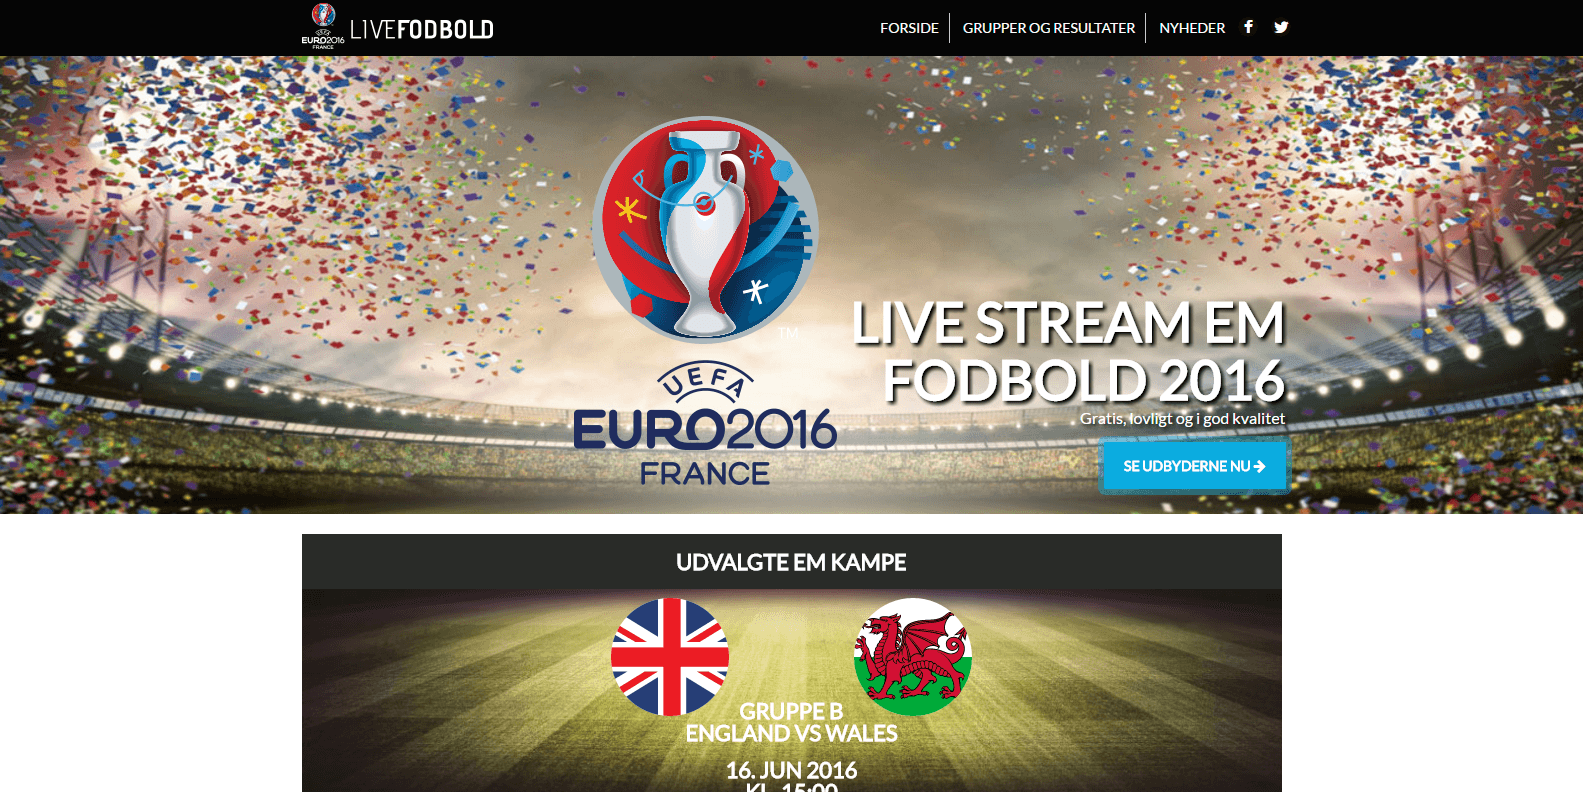 UEFA
EURO2016
FRANCE
LIVEFODBOLD
FORSIDE
GRUPPER OG RESULTATER
NYHEDER
TM
UEFA
EURO2016
FRANCE
LIVE STREAM EM
FODBOLD 2016
Gratis, lovligt og i god kvalitet
SE UDBYDERNE NU
UDVALGTE EM KAMPE
GRUPPE B
ENGLAND VS WALES
16. JUN 2016
KL. 15:00